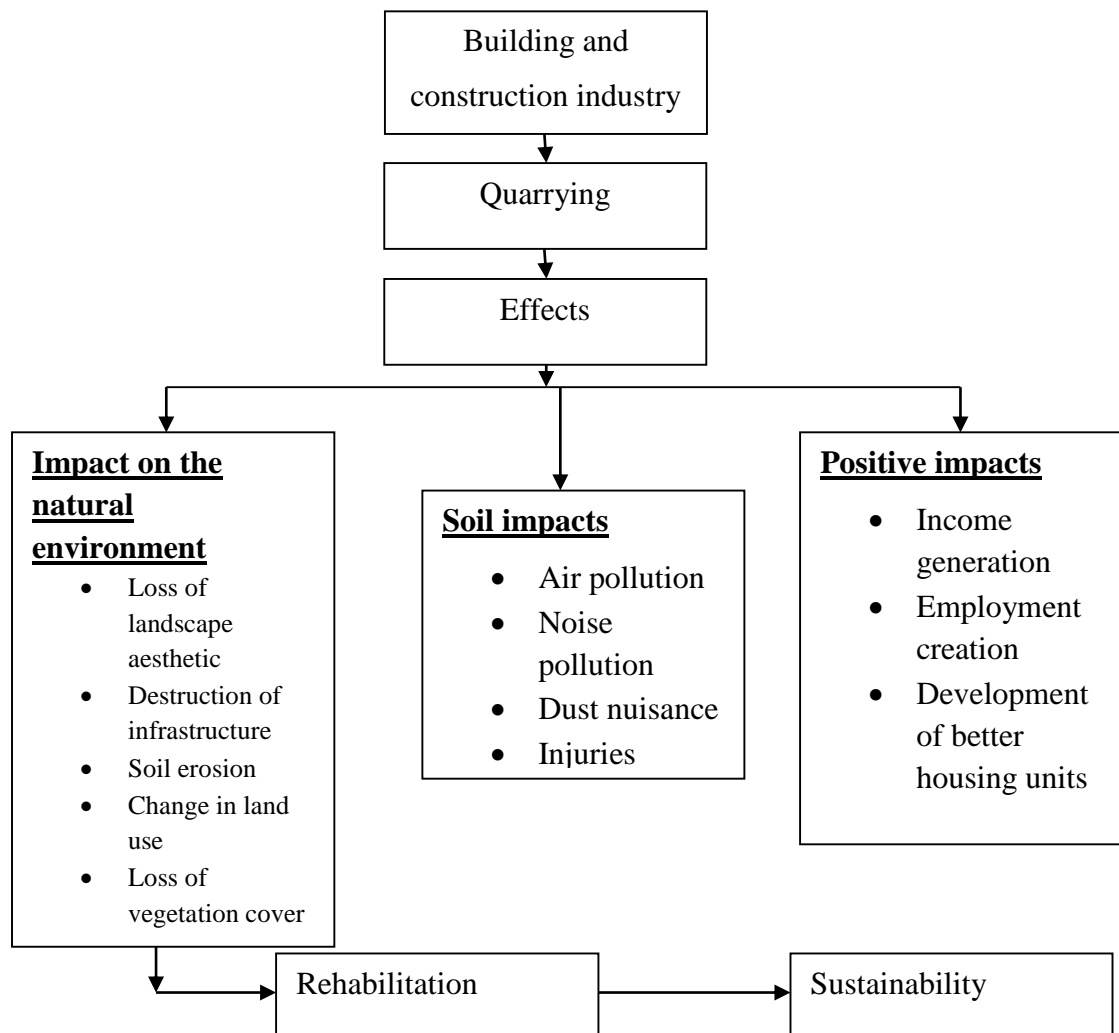 Building and
construction industry
Quarrying
Effects
Impact on the
natural
environment
• Loss of
landscape
aesthetic
• Destruction of
infrastructure
• Soil erosion
• Change in land
use
• Loss of
vegetation cover
Soil impacts
• Air pollution
• Noise
pollution
• Dust nuisance
• Injuries
Positive impacts
• Income
generation
• Employment
creation
• Development
of better
housing units
Rehabilitation
Sustainability